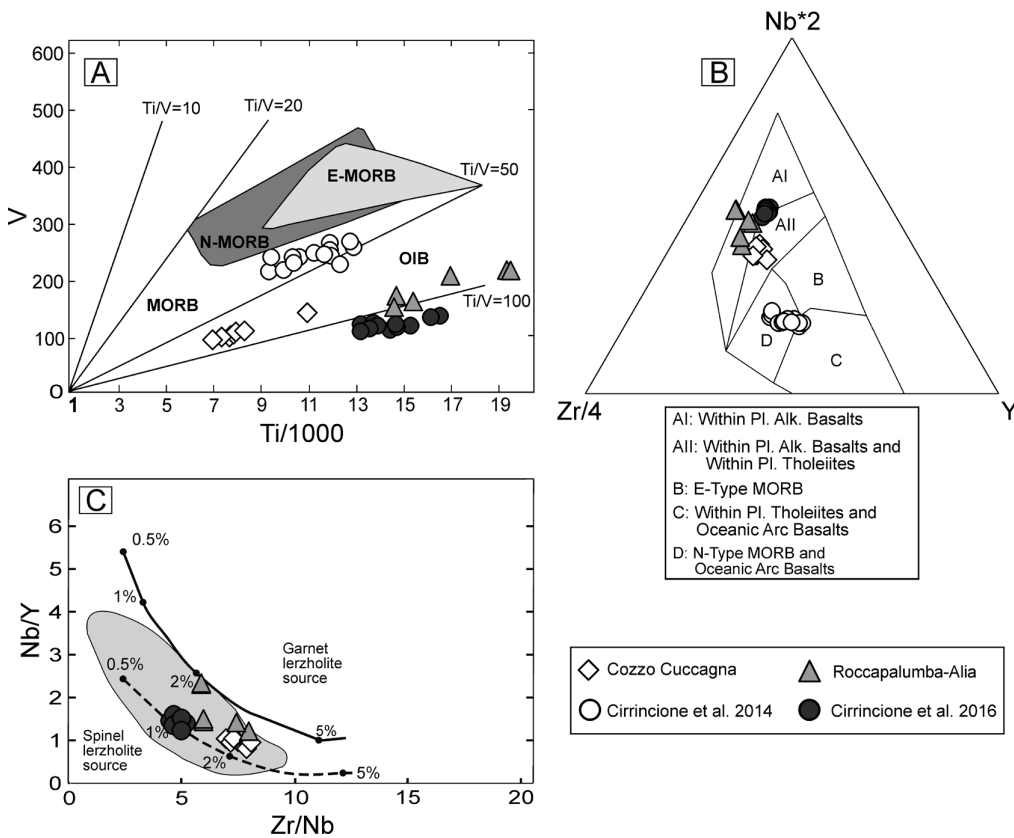 A
600
500
400
300
200
100
0
V
Ti/V=10
Ti/V=20
Ti/V=50
Ti/V=100
E-MORB
N-MORB
MORB
OIB
1 3 5 7 9 11 13 15 17 19
Ti/1000
B
Nb*2
AI
AII
B
D
C
Zr/4
Y
AI: Within Pl. Alk. Basalts
AII: Within Pl. Alk. Basalts and
Within Pl. Tholeiites
B: E-Type MORB
C: Within Pl. Tholeiites and
Oceanic Arc Basalts
D: N-Type MORB and
Oceanic Arc Basalts
C
6
5
4
3
2
1
0
Nb/Y
0.5%
1%
2%
5%
Garnet
lerzholite
source
0.5%
1%
2%
5%
Spinel
lerzholite
source
0 5 10 15 20
Zr/Nb
Cozzo Cuccagna
Roccapalumba-Alia
Cirrincione et al. 2014
Cirrincione et al. 2016